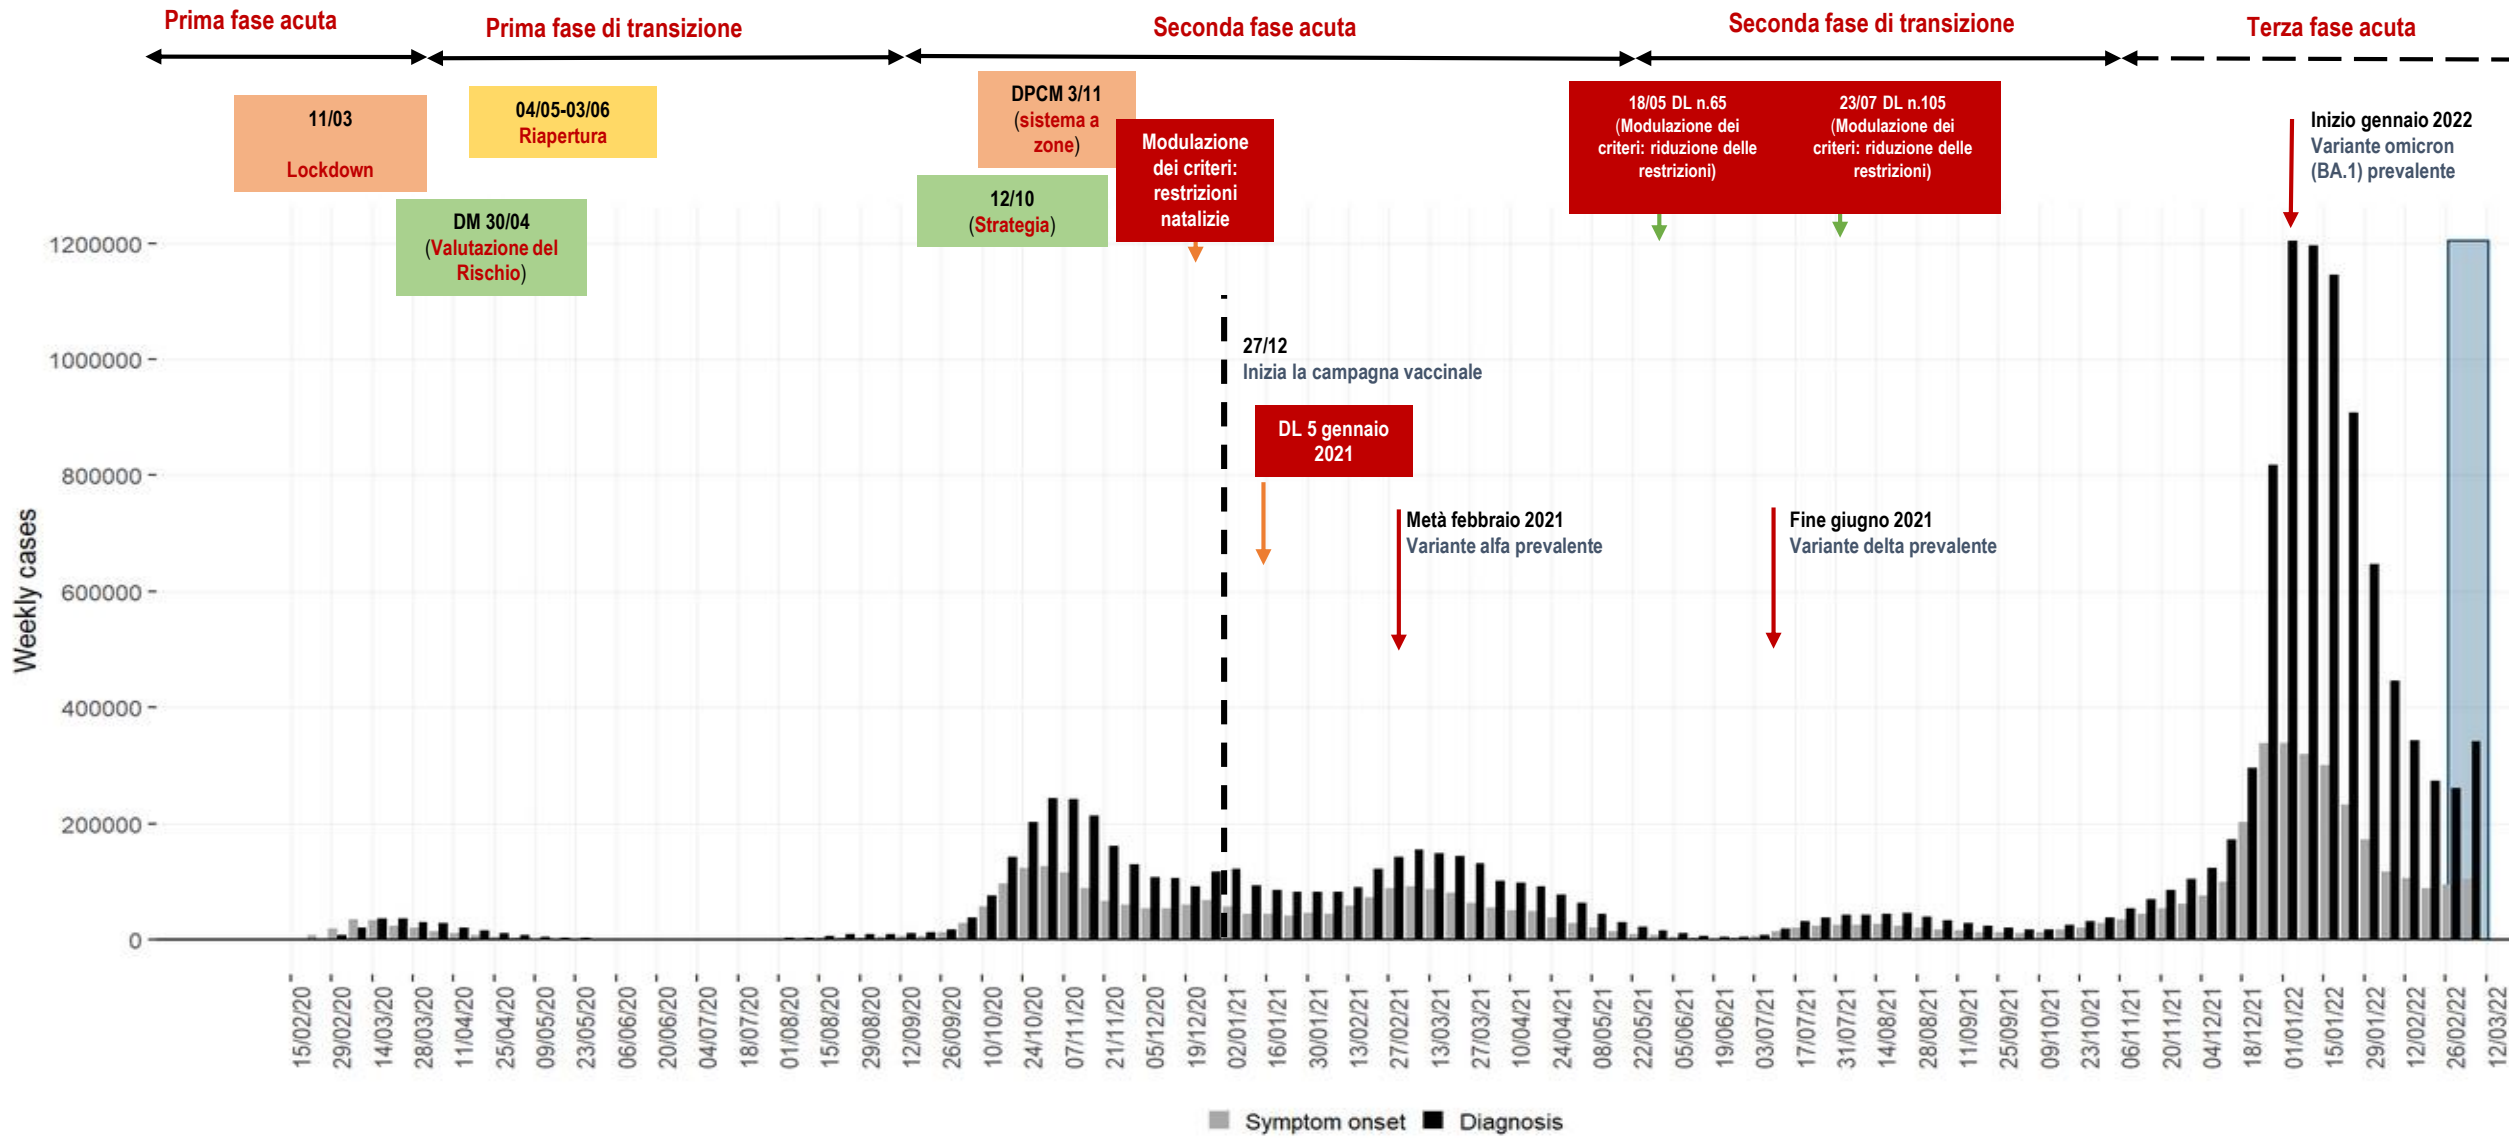 Prima fase acuta
Prima fase di transizione
Seconda fase acuta
Seconda fase di transizione
Terza fase acuta
11/03
Lockdown
04/05-03/06
Riapertura
DM 30/04
(Valutazione del
Rischio)
DPCM 3/11
(sistema a
zone)
12/10
(Strategia)
Modulazione
dei criteri:
restrizioni
natalizie
18/05 DL n.65
(Modulazione dei
criteri: riduzione delle
restrizioni)
23/07 DL n.105
(Modulazione dei
criteri: riduzione delle
restrizioni)
Inizio gennaio 2022
Variante omicron
(BA.1) prevalente
27/12
Inizia la campagna vaccinale
DL 5 gennaio
2021
Metà febbraio 2021
Variante alfa prevalente
Fine giugno 2021
Variante delta prevalente
Weekly cases
1200000
1000000
800000
600000
400000
200000
0
15/02/20
29/02/20
14/03/20
28/03/20
11/04/20
25/04/20
09/05/20
23/05/20
06/06/20
20/06/20
04/07/20
18/07/20
01/08/20
15/08/20
29/08/20
12/09/20
26/09/20
10/10/20
24/10/20
07/11/20
21/11/20
05/12/20
19/12/20
02/01/21
16/01/21
30/01/21
13/02/21
27/02/21
13/03/21
27/03/21
10/04/21
24/04/21
08/05/21
22/05/21
05/06/21
19/06/21
03/07/21
17/07/21
31/07/21
14/08/21
28/08/21
11/09/21
25/09/21
09/10/21
23/10/21
06/11/21
20/11/21
04/12/21
18/12/21
01/01/22
15/01/22
29/01/22
12/02/22
26/02/22
12/03/22
Symptom onset
Diagnosis